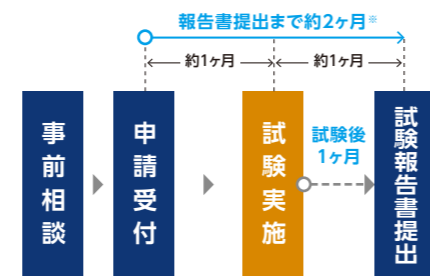 報告書提出まで約2ヶ月※
約1ヶ月
約1ヶ月
事前相談
申請受付
試験実施
試験後
1ヶ月
試験報告書提出